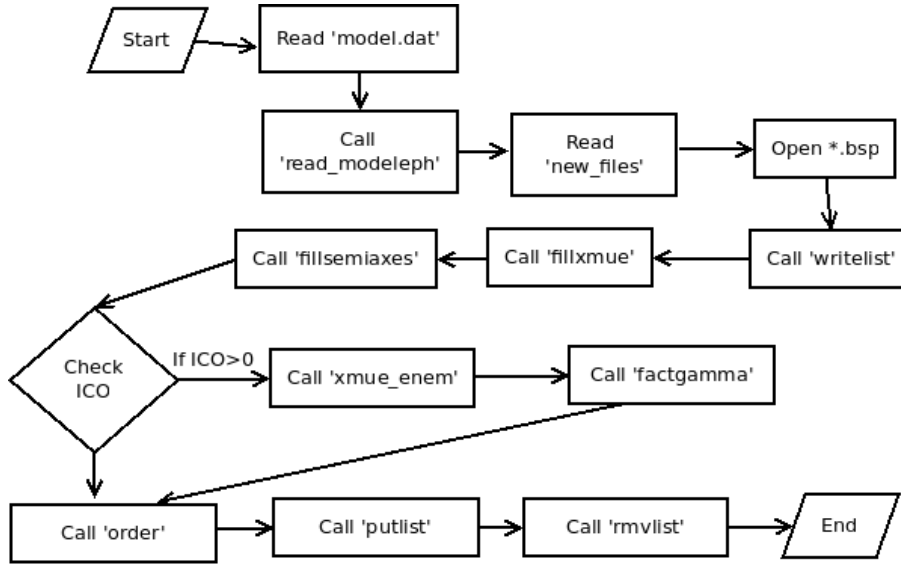 Start
Read 'model.dat'
Call
'read_modeleph'
Read
'new_files'
Open *.bsp
Call 'writelist'
Call 'fillxmue'
Call 'fillsemiaxes'
Check
ICO
If ICO>0
Call 'xmue_enem'
Call 'factgamma'
Call 'order'
Call 'putlist'
Call 'rmvlist'
End